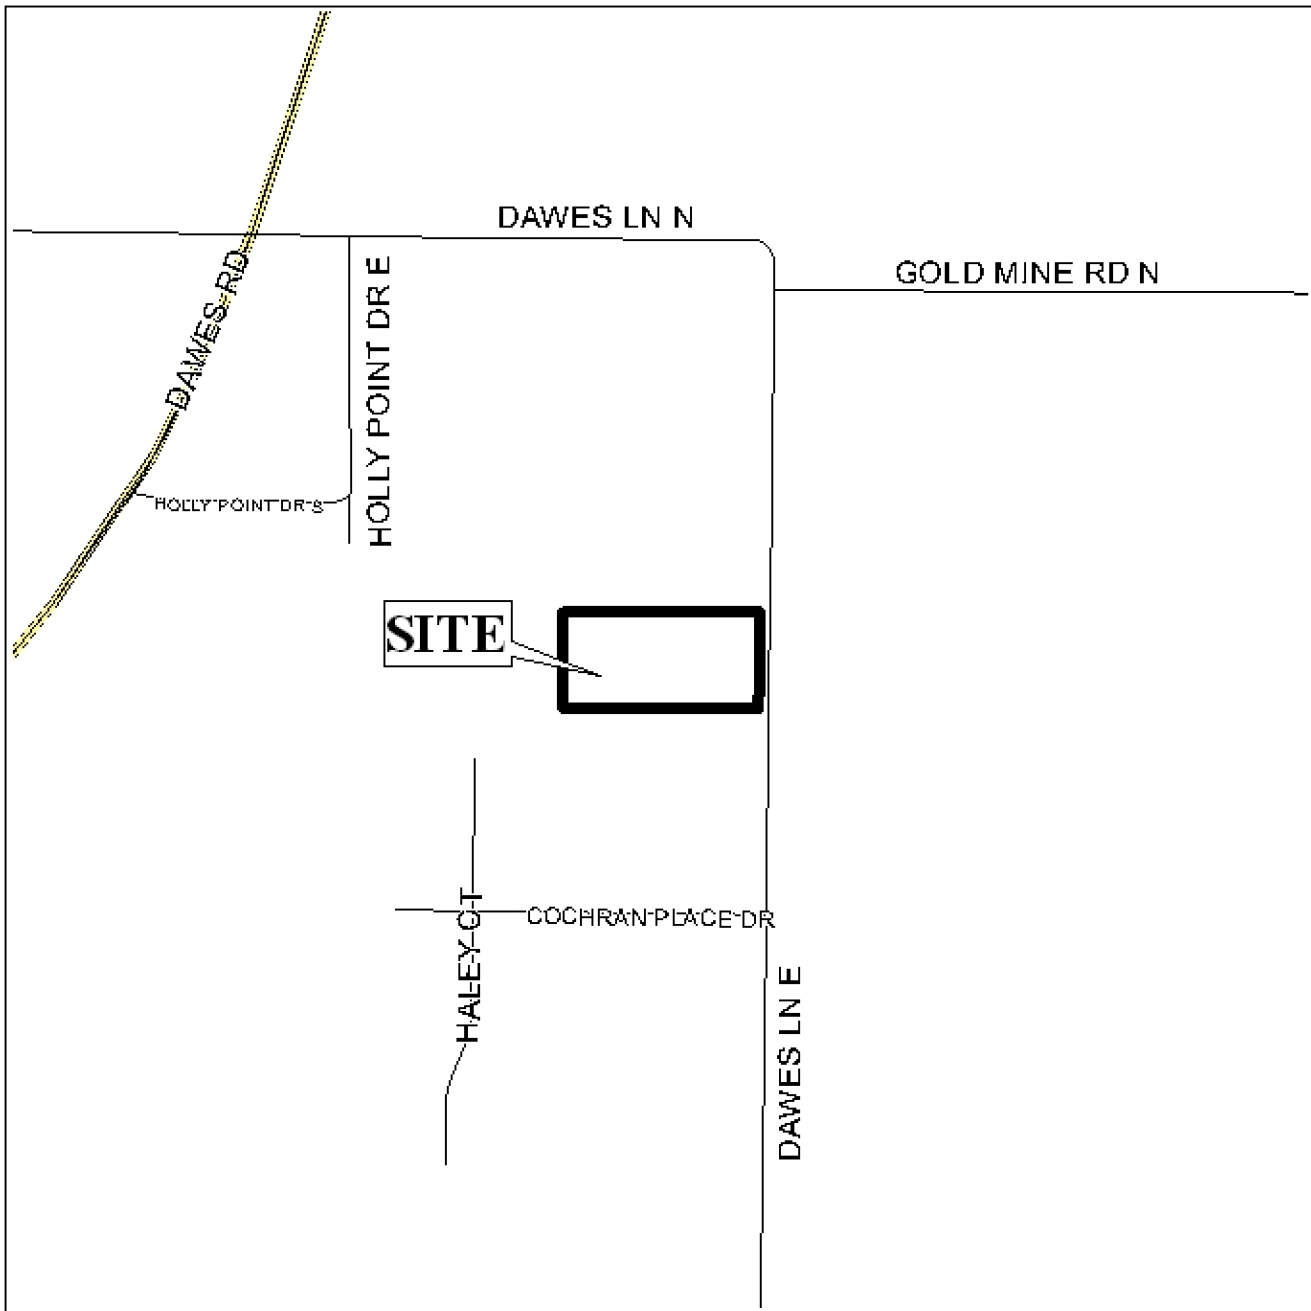 DAWES LN N
GOLD MINE RD N
DAWES RD
HOLLY POINT DR E
HOLLY POINT DR S
SITE
HALEY CT
COCHRAN PLACE DR
DAWES LN E